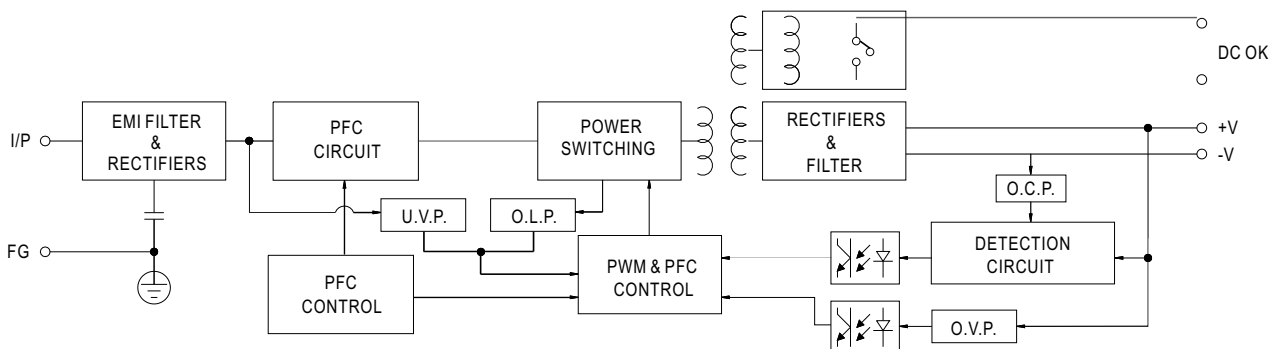 DC OK
I/P
EMI FILTER
&
RECTIFIERS
PFC
CIRCUIT
POWER
SWITCHING
RECTIFIERS
&
FILTER
+V
-V
O.C.P.
U.V.P.
O.L.P.
FG
PFC
CONTROL
PWM & PFC
CONTROL
DETECTION
CIRCUIT
O.V.P.